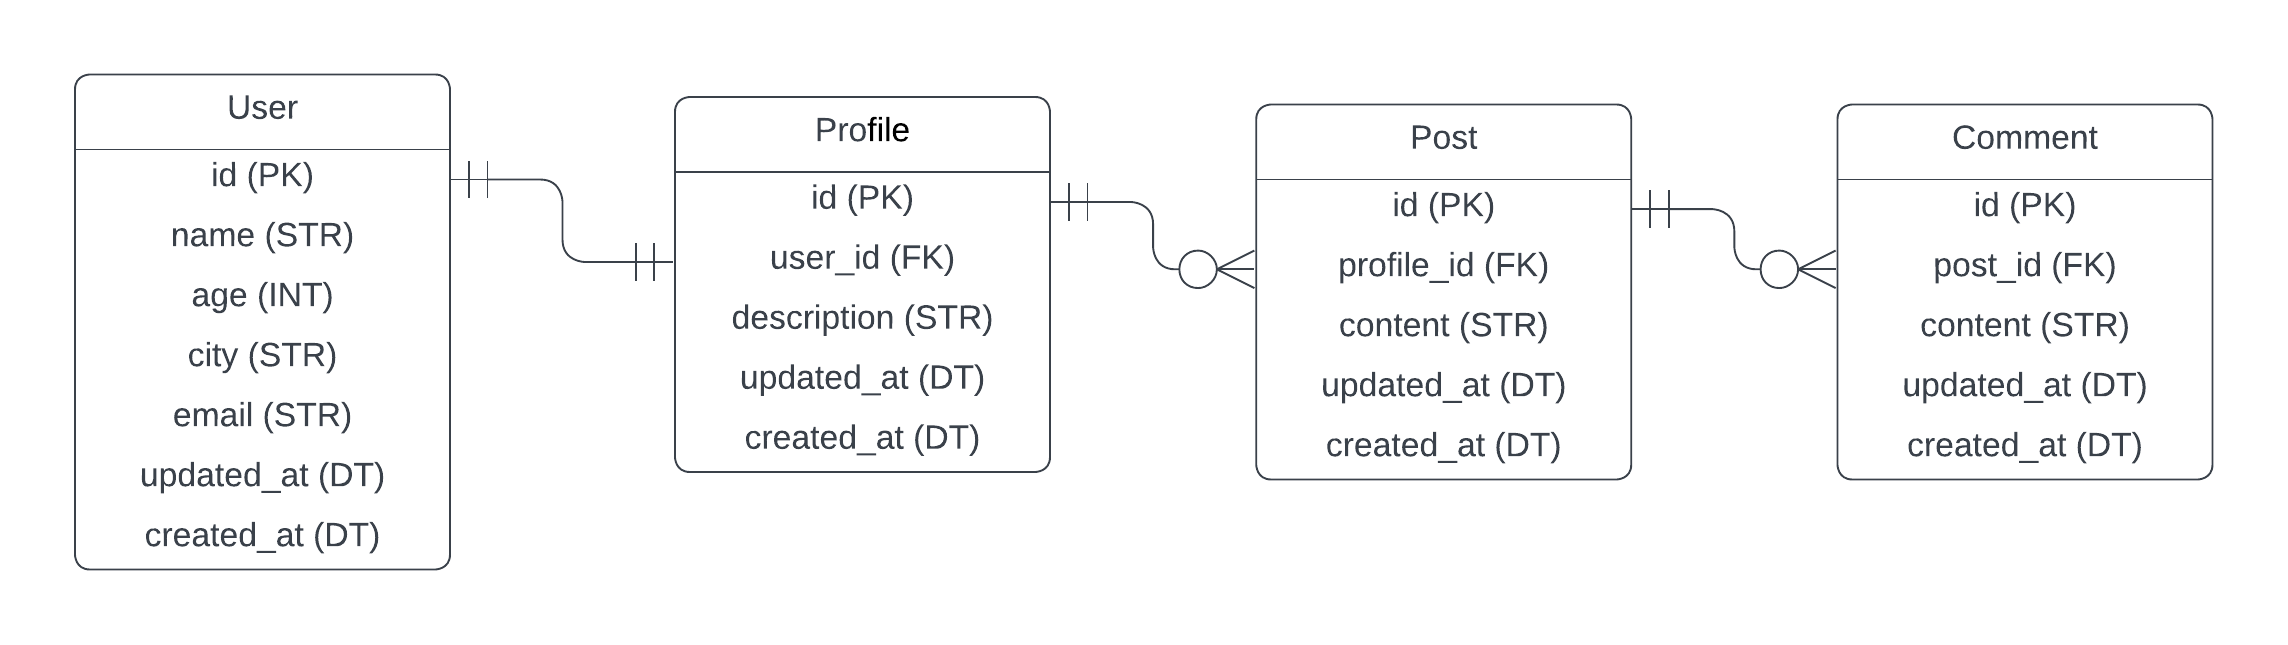 User
id (PK)
name (STR)
age (INT)
city (STR)
email (STR)
updated_at (DT)
created_at (DT)
Profile
id (PK)
user_id (FK)
description (STR)
updated_at (DT)
created_at (DT)
Post
id (PK)
profile_id (FK)
content (STR)
updated_at (DT)
created_at (DT)
Comment
id (PK)
post_id (FK)
content (STR)
updated_at (DT)
created_at (DT)